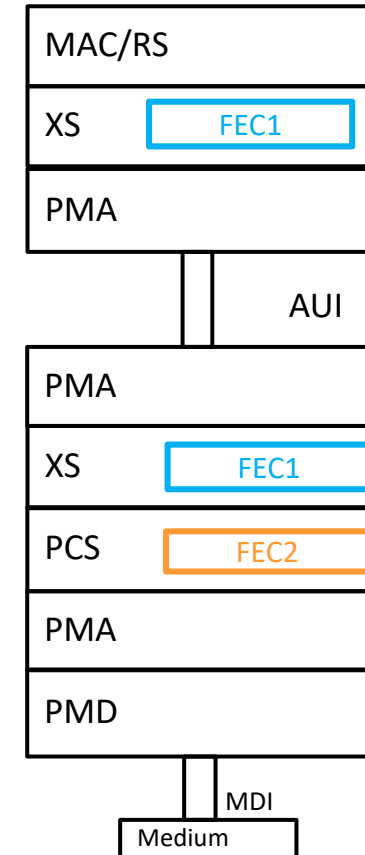 MAC/RS
XS FEC1
PMA
AUI
PMA
XS FEC1
PCS FEC2
PMA
PMD
MDI
Medium